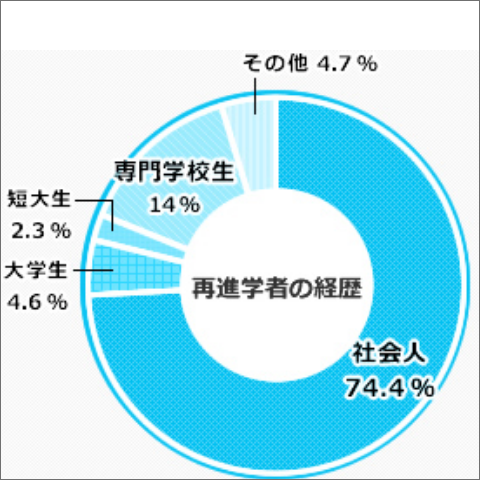 その他 4.7%
専門学校生
14%
短大生
2.3%
大学生
4.6%
再進学者の経歴
社会人
74.4%